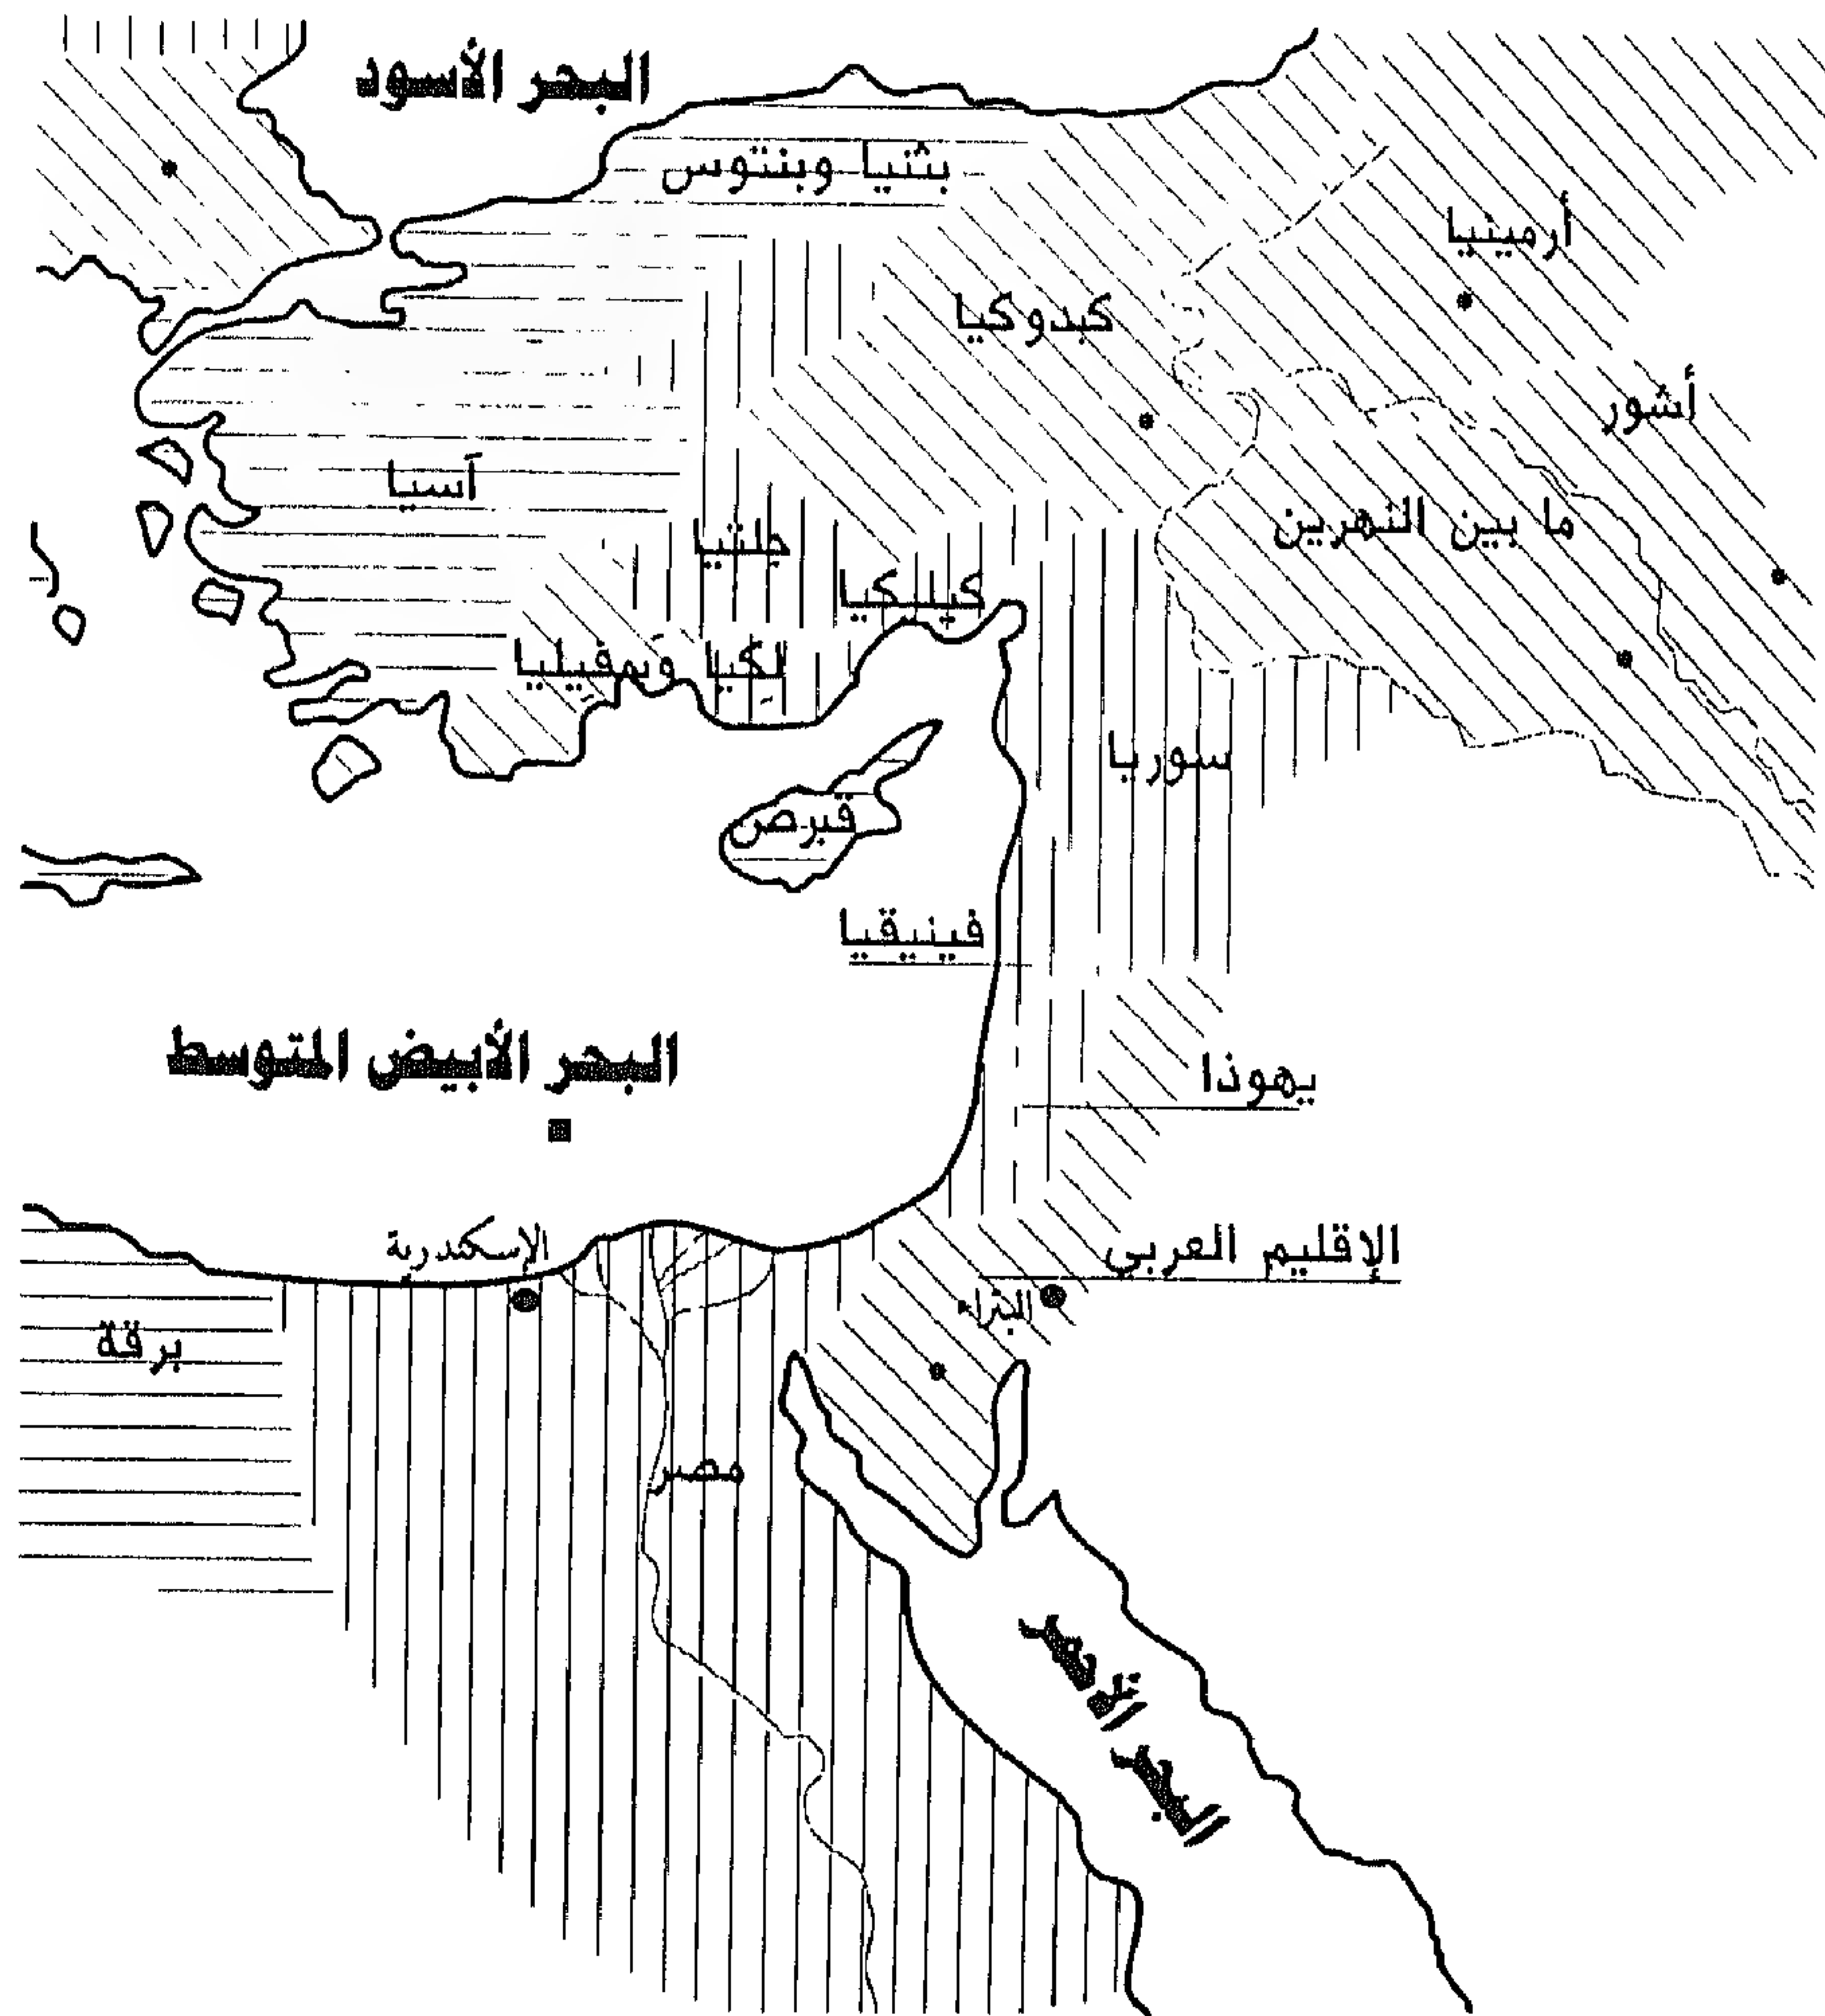 البحر الأسود
بثنيا وبنتوس
أرمينيا
كبدوكيا
أشور
آسيا
ما بين النهرين
جلتيا
كيليكيا
لكيا وبمفيليا
سوريا
قبرص
فينيقيا
البحر الأبيض المتوسط
يهوذا
الإسكندرية
الإقليم العربي
البتراء
برقة
مصر
البحر الأحمر